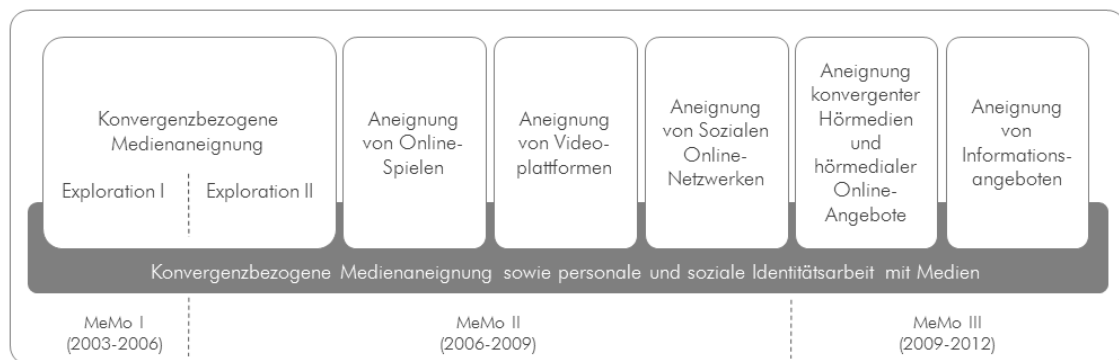 Konvergenzbezogene
Medienaneignung
Exploration I
Exploration II
Aneignung
von Online-
Spielen
Aneignung
von Video-
plattformen
Aneignung
von Sozialen
Online-
Netzwerken
Aneignung
konvergenter
Hörmedien
und
hörmedialer
Online-
Angebote
Aneignung
von
Informations-
angeboten
Konvergenzbezogene Medienaneignung sowie personale und soziale Identitätsarbeit mit Medien
MeMo I
(2003-2006)
MeMo II
(2006-2009)
MeMo III
(2009-2012)